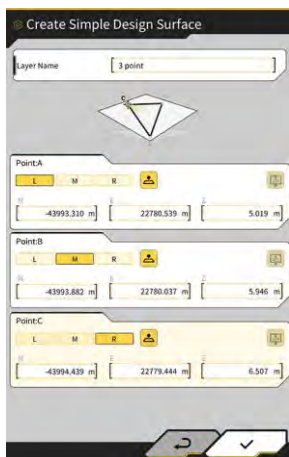 Create Simple Design Surface
Layer Name [ 3 point ]
C
Point:A
L M R
N E Z
[ -43993.310 m] [ 22780.539 m] [ 5.019 m]
Point:B
L M R
N E Z
[ -43993.882 m] [ 22780.037 m] [ 5.946 m]
Point:C
L M R
N E
[ -43994.439 m] [ 22779.444 m] [ 6.507 m]